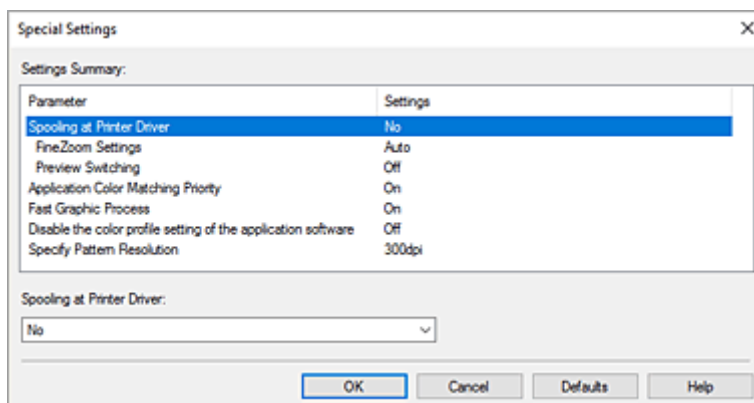 Special Settings
Settings Summary:
Parameter Settings
Spooling at Printer Driver No
FineZoom Settings Auto
Preview Switching Off
Application Color Matching Priority On
Fast Graphic Process On
Disable the color profile setting of the application software Off
Specify Pattern Resolution 300dpi
Spooling at Printer Driver:
No
OK Cancel Defaults Help